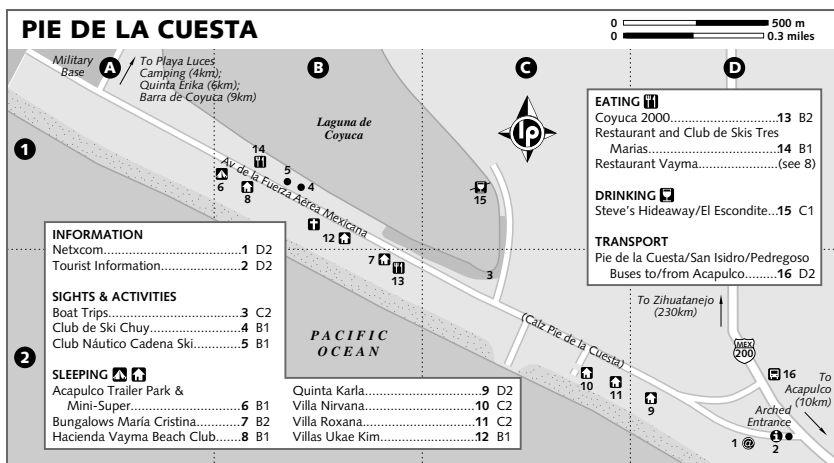 PIE DE LA CUESTA
0 500 m
0 0.3 miles
Military
Base
A
To Playa Luces
Camping (4km);
Quinta Erika (6km);
Barra de Coyuca (9km)
B
C
D
Laguna de
Coyuca
lp
1
14
5
4
6
8
Av de la Fuerza Aérea Mexicana
12
7
13
15
3
EATING
Coyuca 2000 13 B2
Restaurant and Club de Skis Tres
Marias 14 B1
Restaurant Vayma (see 8)
DRINKING
Steve's Hideaway/El Escondite 15 C1
TRANSPORT
Pie de la Cuesta/San Isidro/Pedregoso
Buses to/from Acapulco 16 D2
INFORMATION
Netxcom 1 D2
Tourist Information 2 D2
SIGHTS & ACTIVITIES
Boat Trips 3 C2
Club de Ski Chuy 4 B1
Club Náutico Cadena Ski 5 B1
SLEEPING
Acapulco Trailer Park &
Mini-Super 6 B1
Bungalows María Cristina 7 B2
Hacienda Vayma Beach Club 8 B1
Quinta Karla 9 D2
Villa Nirvana 10 C2
Villa Roxana 11 C2
Villas Ukae Kim 12 B1
2
PACIFIC
OCEAN
(Calz Pie de la Cuesta)
To Zihuatanejo
(230km)
MEX
200
10
11
9
16
To
Acapulco
(10km)
Arched
Entrance
1 @
i
2